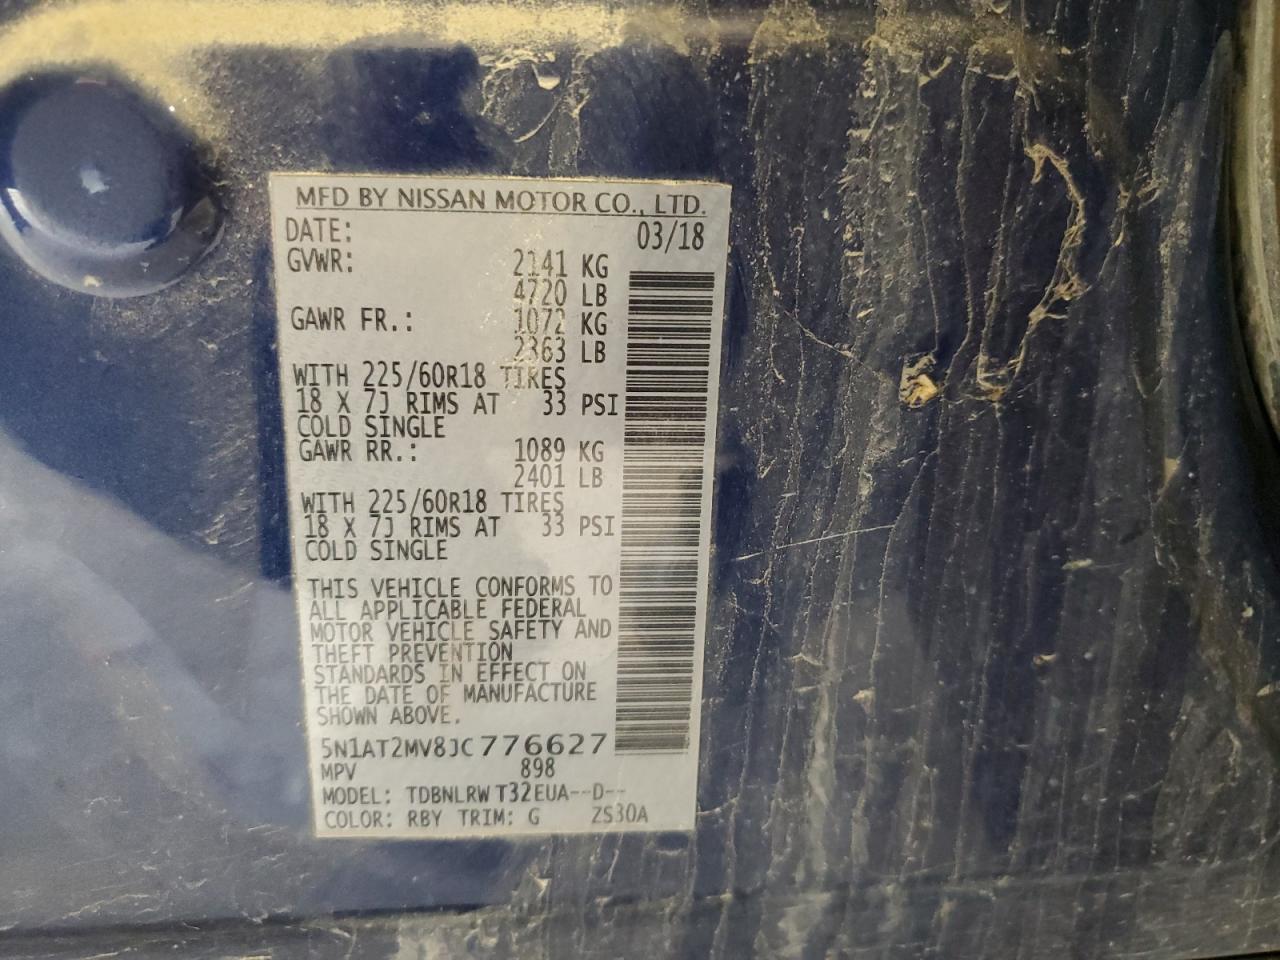 MFD BY NISSAN MOTOR CO., LTD.
DATE: 03/18
GVWR: 2141 KG
4720 LB
GAWR FR.: 1072 KG
2363 LB
WITH 225/60R18 TIRES
18 X 7J RIMS AT 33 PSI
COLD SINGLE
GAWR RR.: 1089 KG
2401 LB
WITH 225/60R18 TIRES
18 X 7J RIMS AT 33 PSI
COLD SINGLE
THIS VEHICLE CONFORMS TO
ALL APPLICABLE FEDERAL
MOTOR VEHICLE SAFETY AND
THEFT PREVENTION
STANDARDS IN EFFECT ON
THE DATE OF MANUFACTURE
SHOWN ABOVE.
5N1AT2MV8JC776627
MPV 898
MODEL: TDBNLRW T32EUA--D--
COLOR: RBY TRIM: G ZS30A